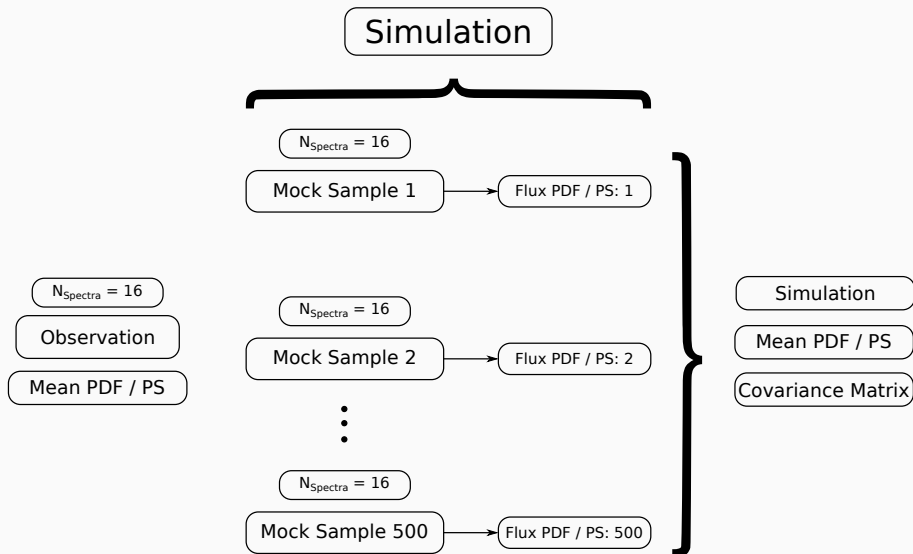 Simulation
N_Spectra = 16
Mock Sample 1
Flux PDF / PS: 1
N_Spectra = 16
Observation
Mean PDF / PS
N_Spectra = 16
Mock Sample 2
Flux PDF / PS: 2
N_Spectra = 16
Mock Sample 500
Flux PDF / PS: 500
Simulation
Mean PDF / PS
Covariance Matrix